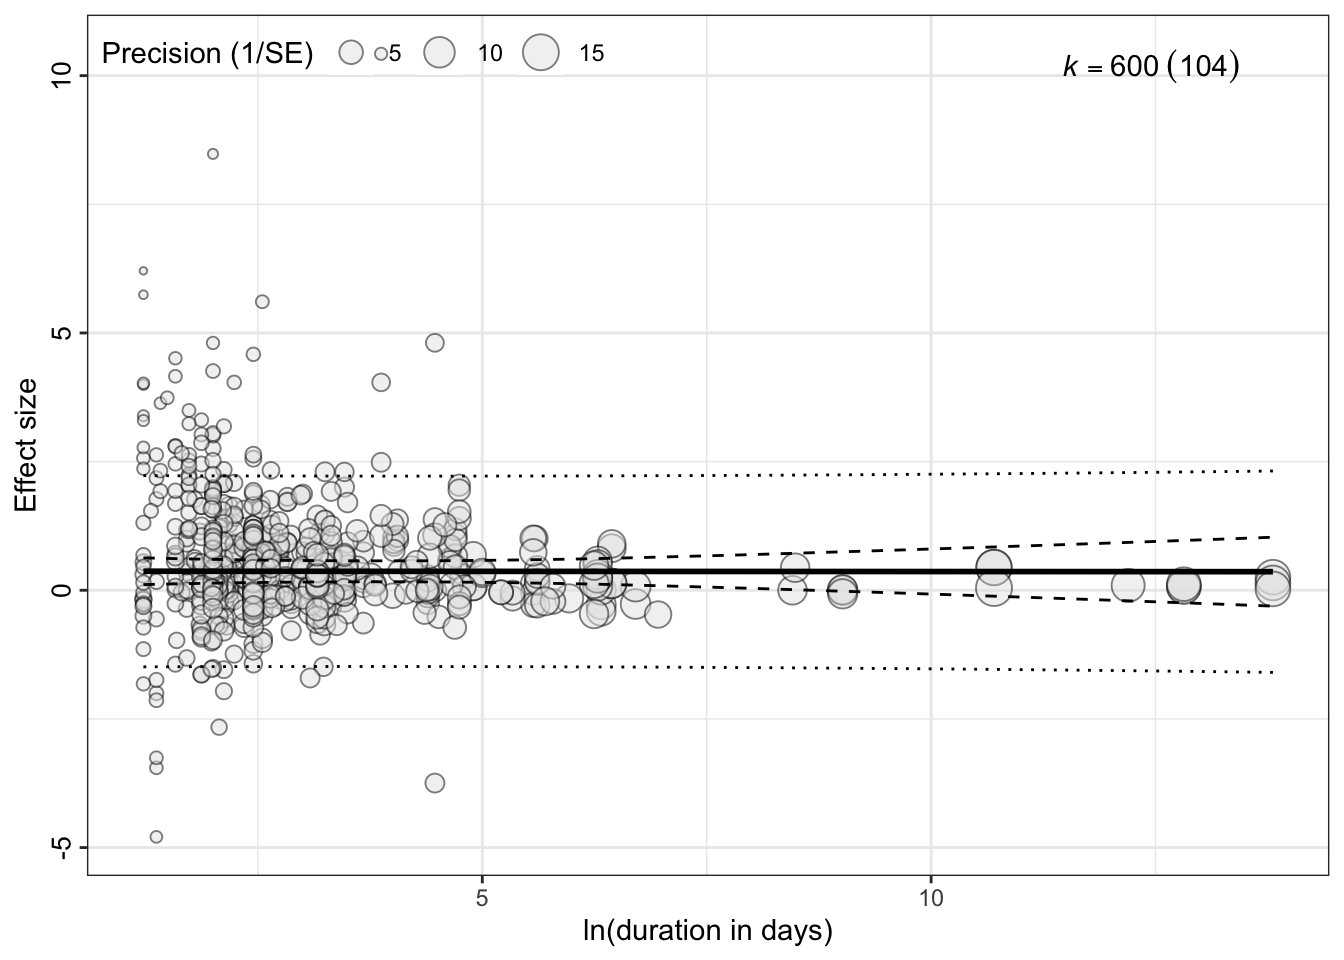 Precision (1/SE) 5 10 15
k = 600 (104)
10
5
0
-5
Effect size
5 10
ln(duration in days)